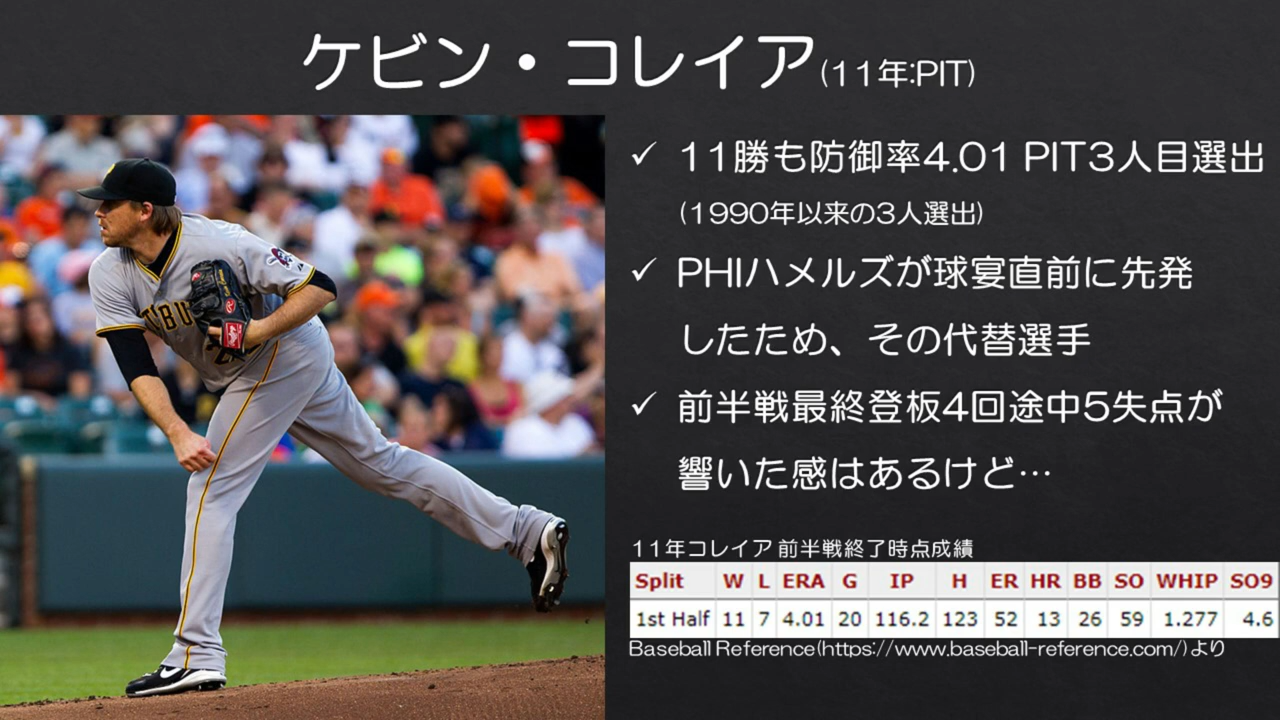 ケビン・コレイア(11年:PIT)
✓ 11勝も防御率4.01 PIT3人目選出
(1990年以来の3人選出)
✓ PHIハメルズが球宴直前に先発
したため、その代替選手
✓ 前半戦最終登板4回途中5失点が
響いた感はあるけど…
11年コレイア 前半戦終了時点成績
Split W L ERA G IP H ER HR BB SO WHIP SO9
1st Half 11 7 4.01 20 116.2 123 52 13 26 59 1.277 4.6
Baseball Reference(https://www.baseball-reference.com/)より